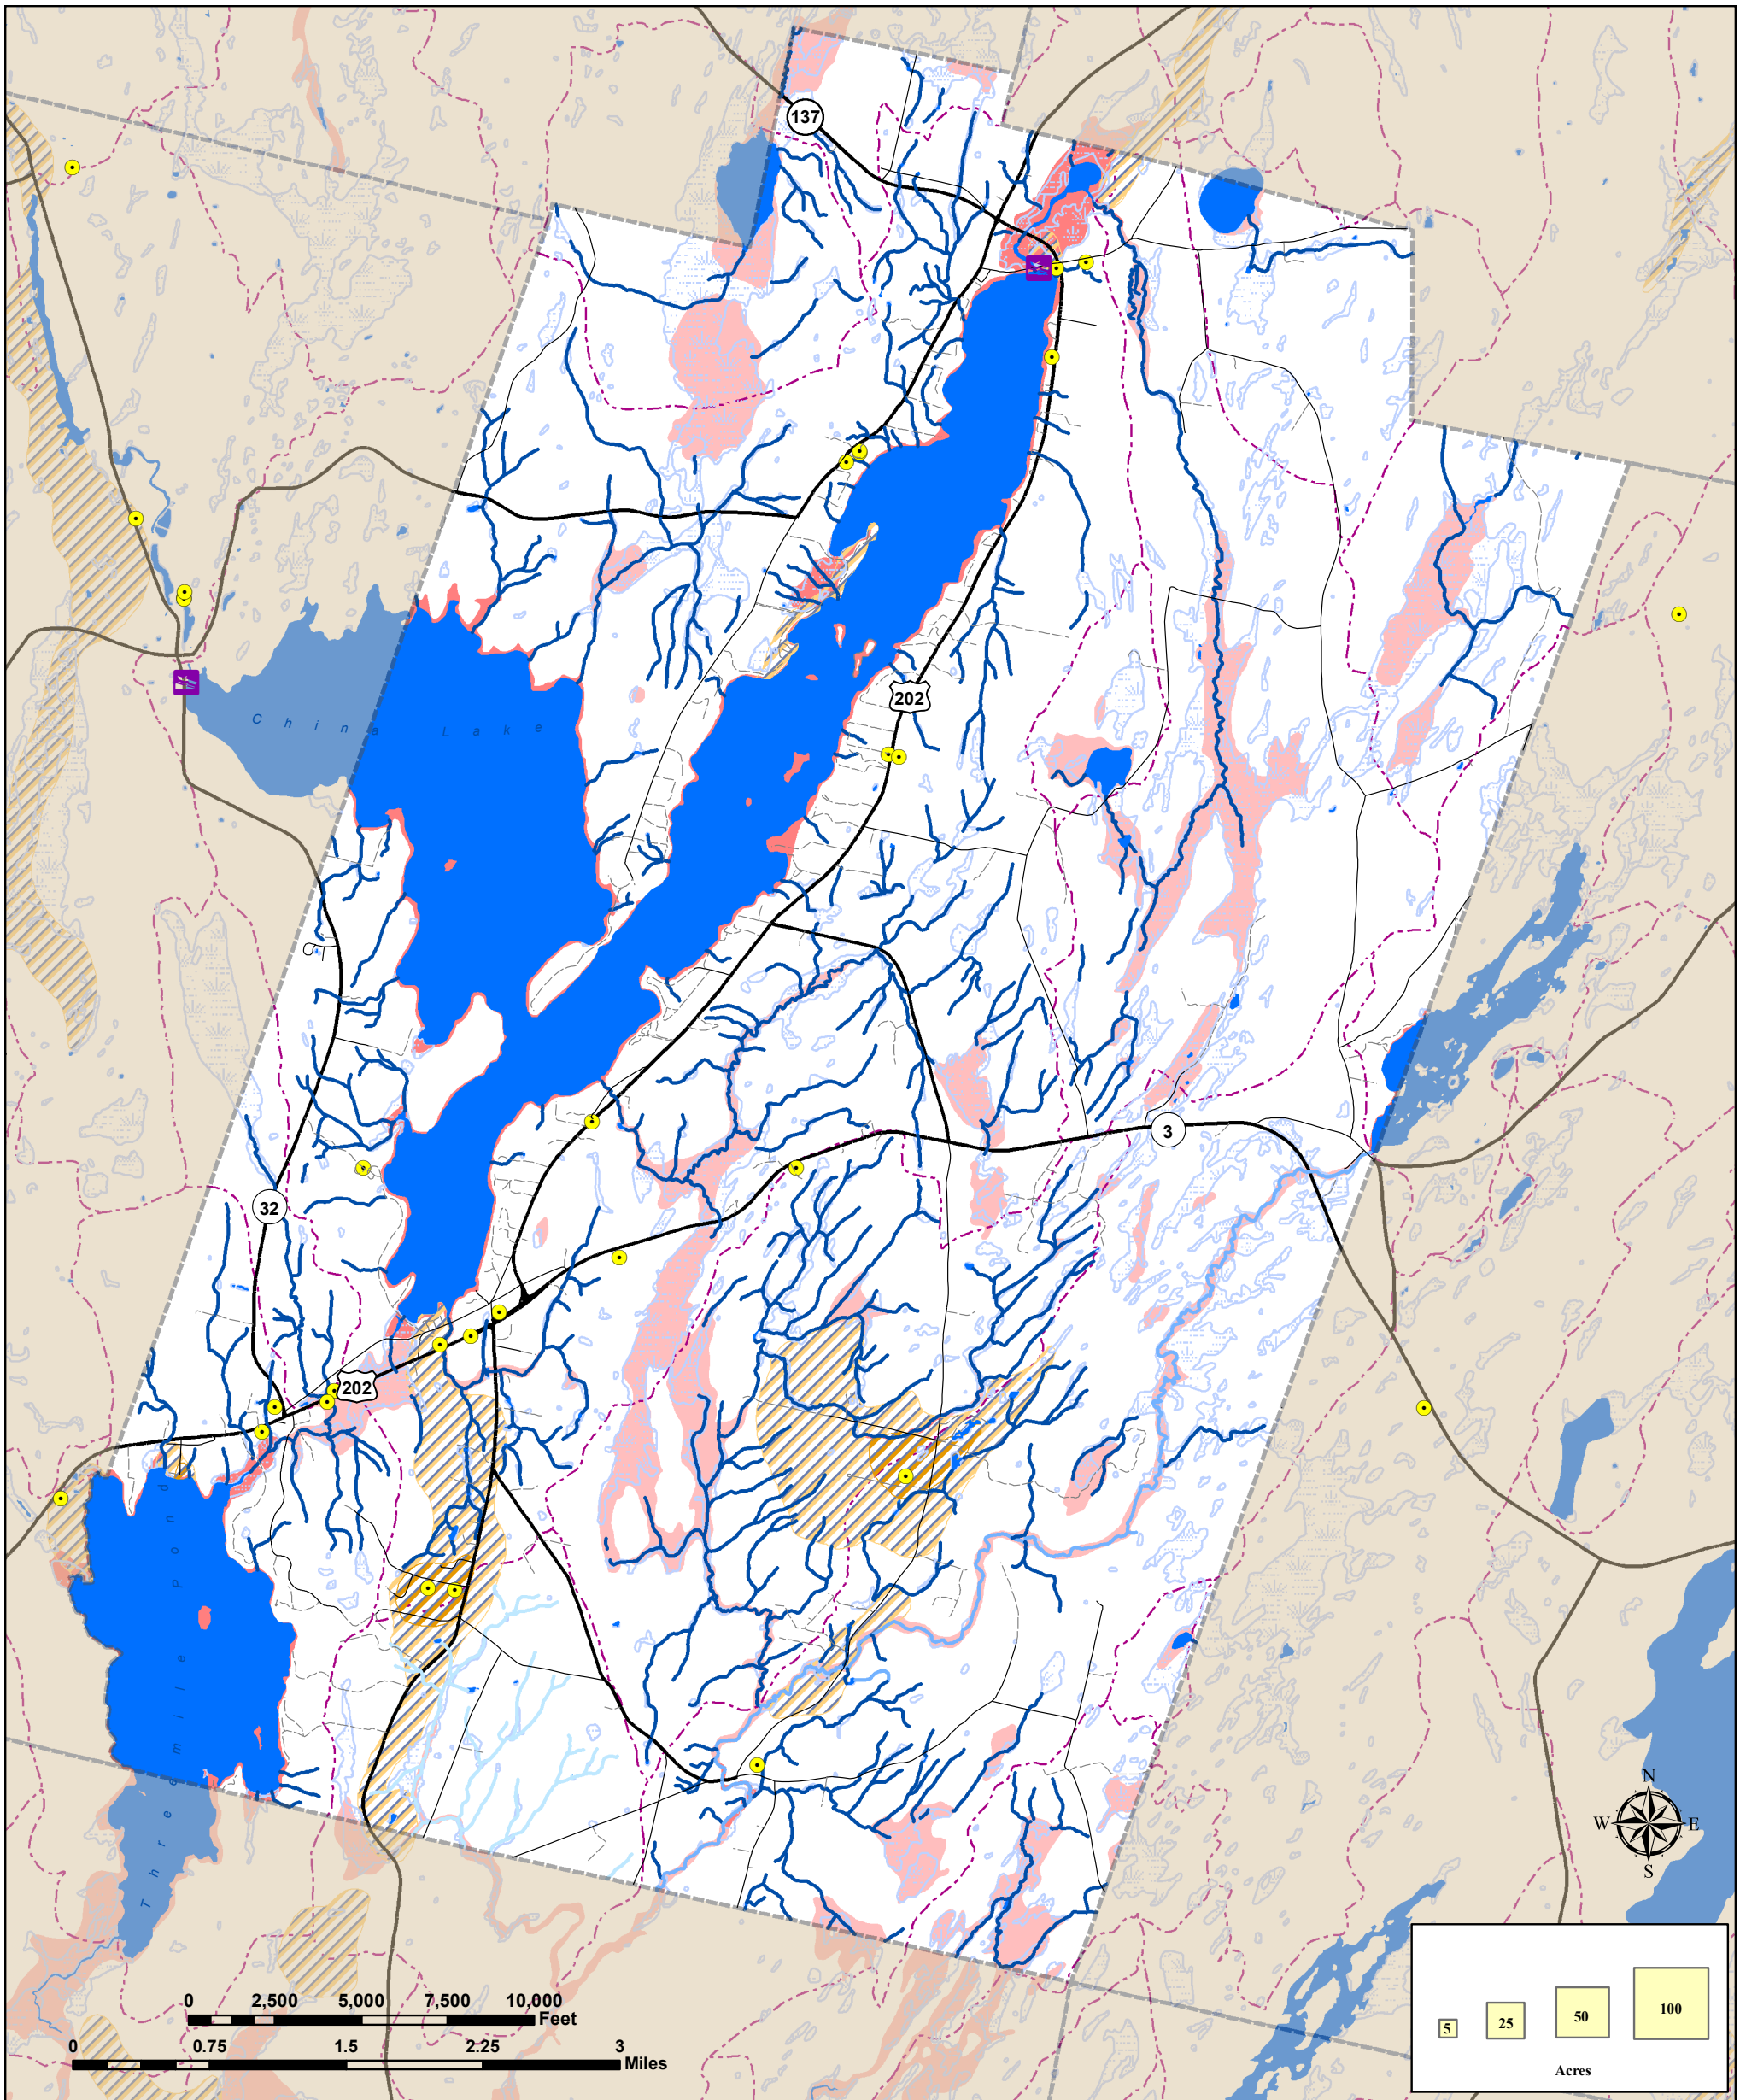 137
202
China Lake
3
32
202
Three mile Pond
N
W E
S
0 2,500 5,000 7,500 10,000
Feet
0 0.75 1.5 2.25 3
Miles
5 25 50 100
Acres